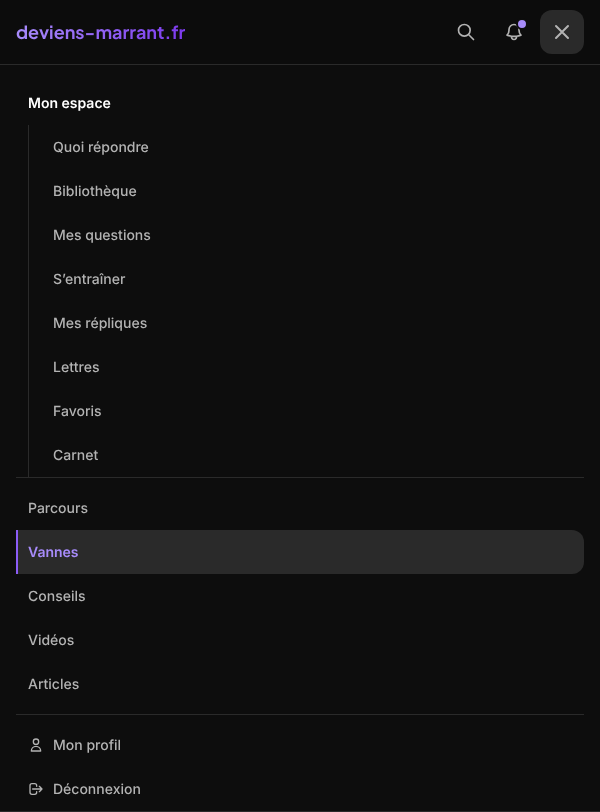 deviens-marrant.fr
Mon espace
Quoi répondre
Bibliothèque
Mes questions
S’entraîner
Mes répliques
Lettres
Favoris
Carnet
Parcours
Vannes
Conseils
Vidéos
Articles
Mon profil
Déconnexion